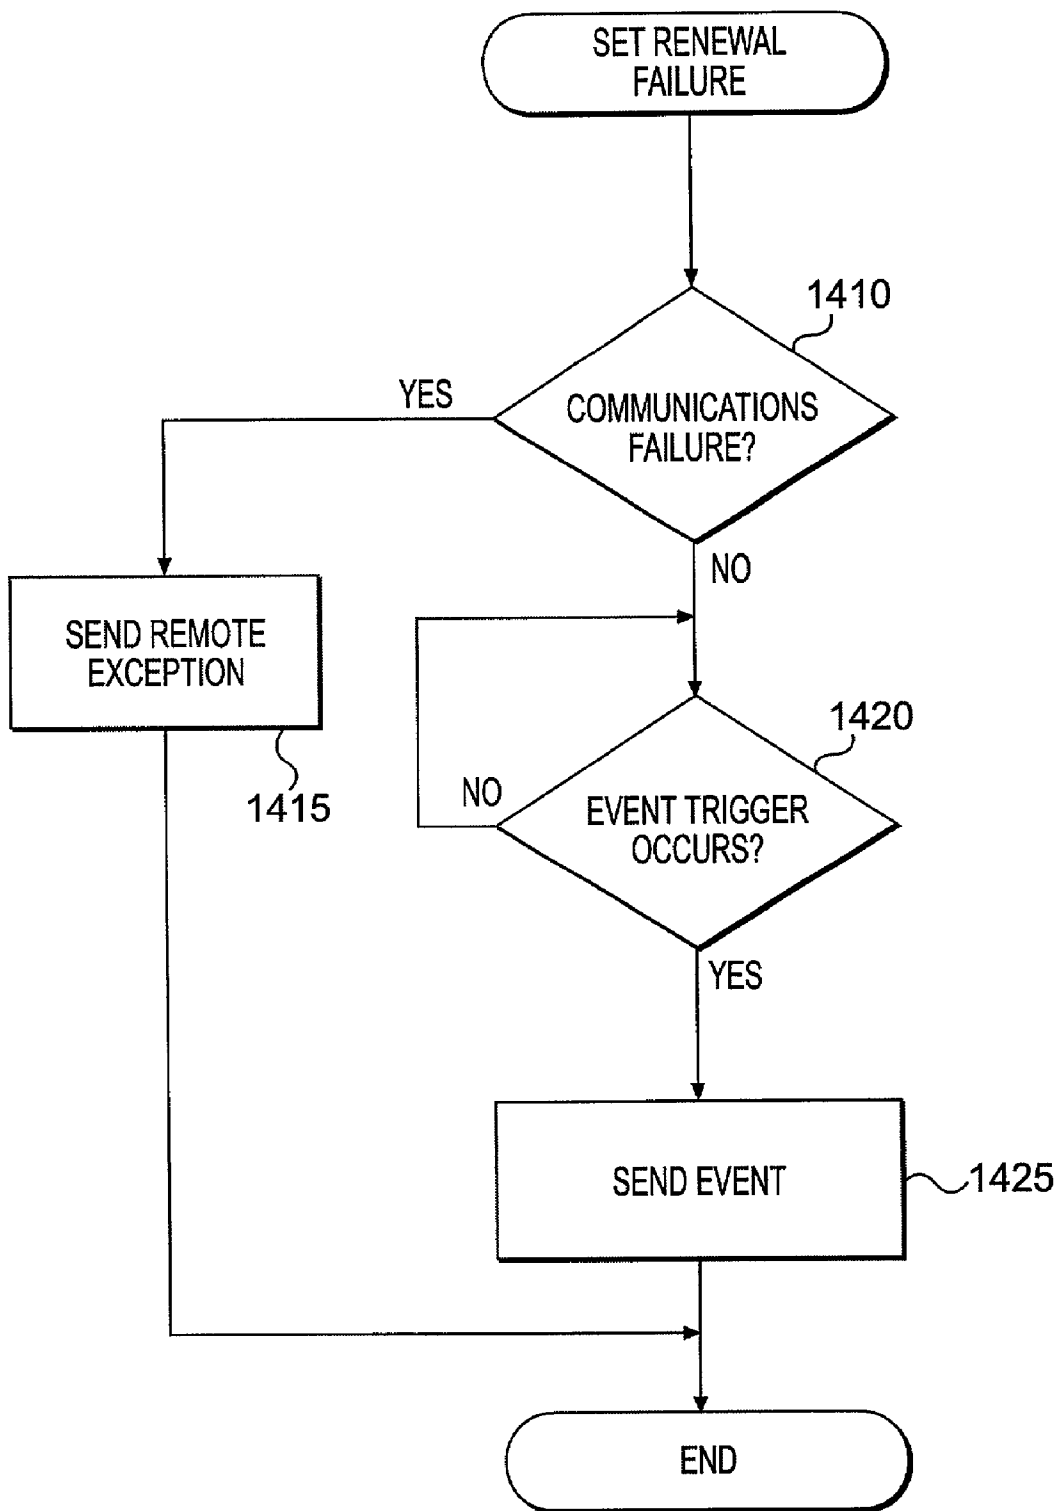 SET RENEWAL
FAILURE
1410
YES
COMMUNICATIONS
FAILURE?
NO
SEND REMOTE
EXCEPTION
1415
1420
NO
EVENT TRIGGER
OCCURS?
YES
SEND EVENT
1425
END